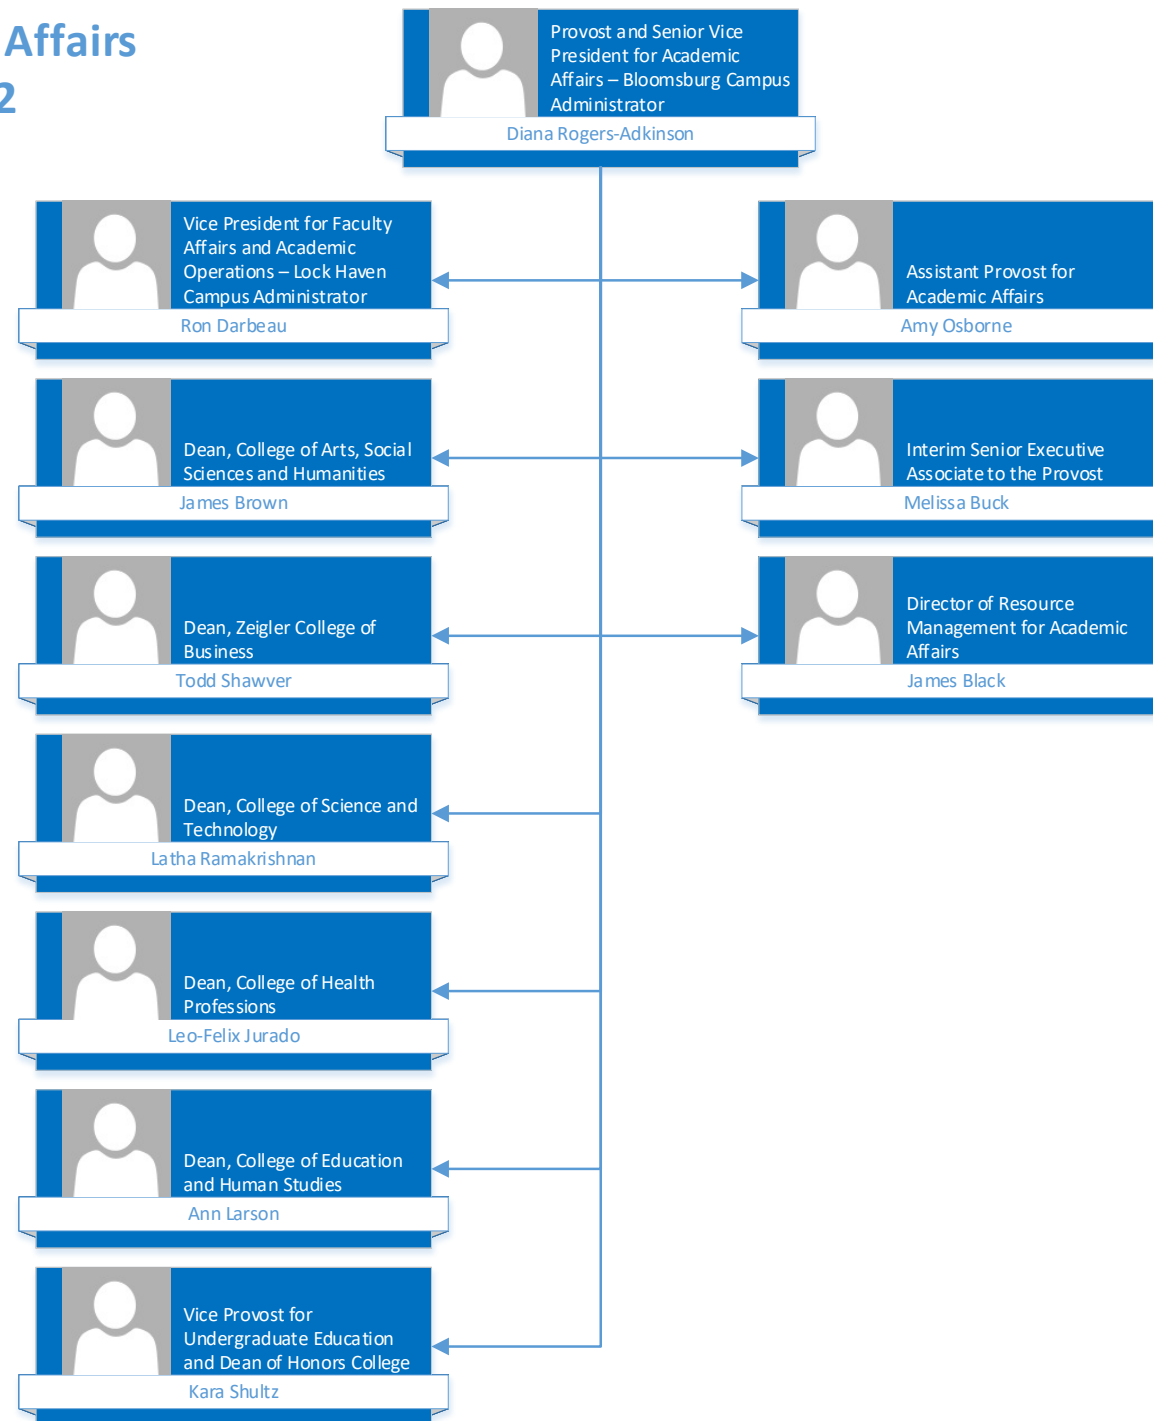 Affairs
2
Provost and Senior Vice
President for Academic
Affairs – Bloomsburg Campus
Administrator
Diana Rogers-Adkinson
Vice President for Faculty
Affairs and Academic
Operations – Lock Haven
Campus Administrator
Ron Darbeau
Assistant Provost for
Academic Affairs
Amy Osborne
Dean, College of Arts, Social
Sciences and Humanities
James Brown
Interim Senior Executive
Associate to the Provost
Melissa Buck
Dean, Zeigler College of
Business
Todd Shawver
Director of Resource
Management for Academic
Affairs
James Black
Dean, College of Science and
Technology
Latha Ramakrishnan
Dean, College of Health
Professions
Leo-Felix Jurado
Dean, College of Education
and Human Studies
Ann Larson
Vice Provost for
Undergraduate Education
and Dean of Honors College
Kara Shultz